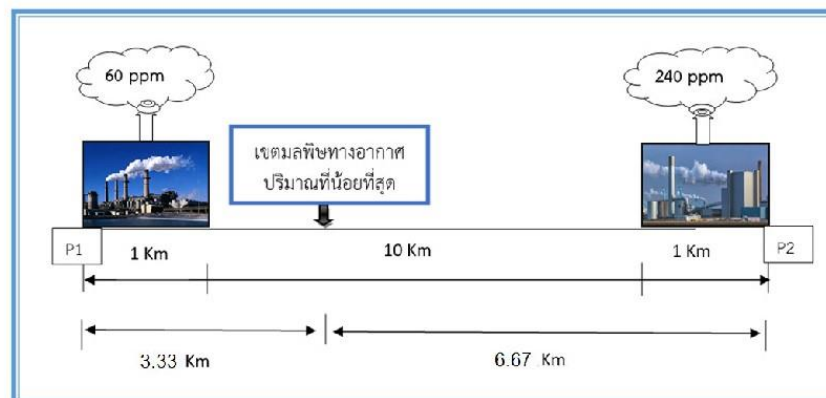 60 ppm
240 ppm
เขตมลพิษทางอากาศ
ปริมาณที่น้อยที่สุด
P1
1 Km
10 Km
1 Km
P2
3.33 Km
6.67 Km